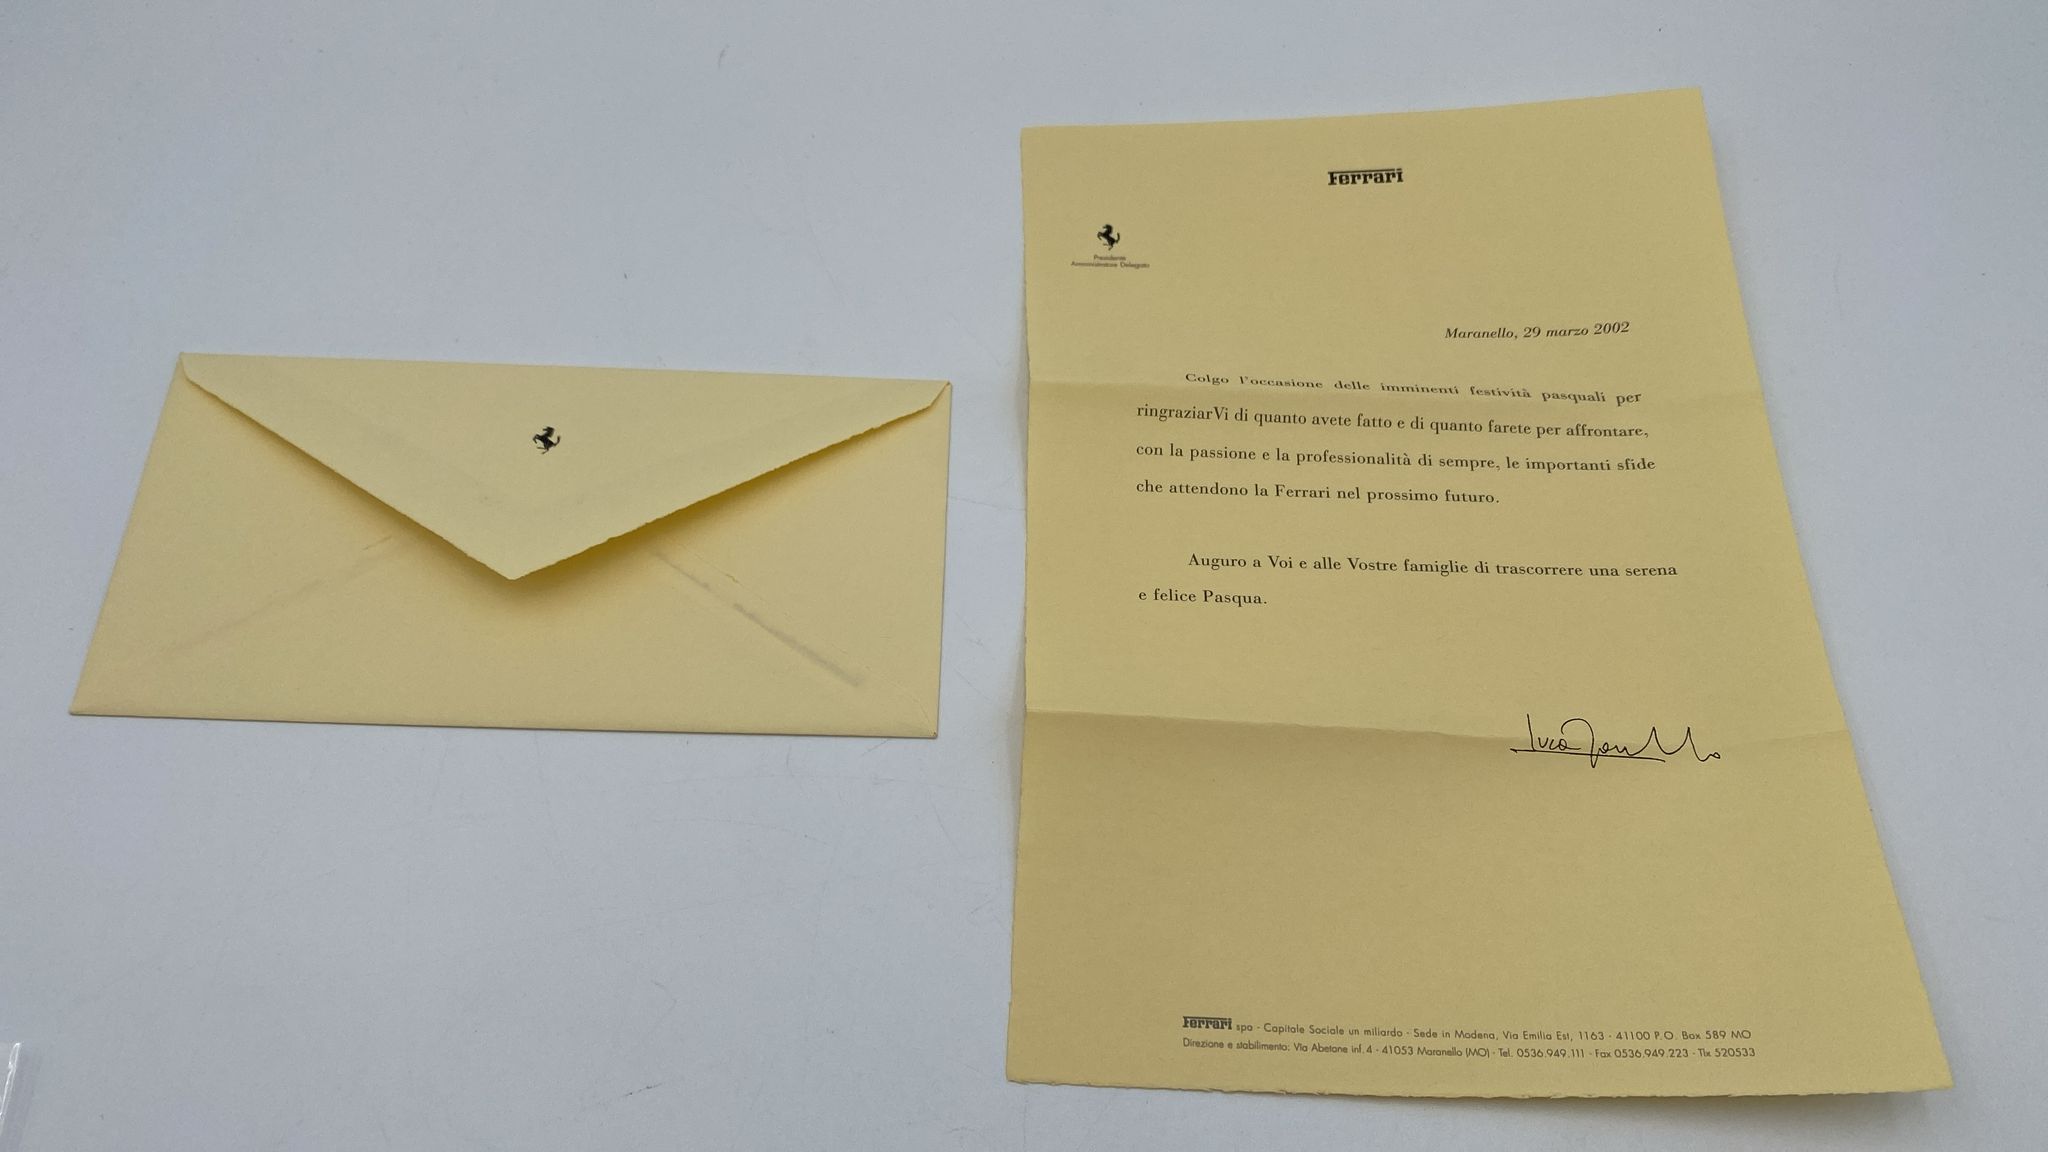 Ferrari
Presidente
Amministratore Delegato
Maranello, 29 marzo 2002
Colgo l'occasione delle imminenti festività pasquali per
ringraziarVi di quanto avete fatto e di quanto farete per affrontare,
con la passione e la professionalità di sempre, le importanti sfide
che attendono la Ferrari nel prossimo futuro.
Auguro a Voi e alle Vostre famiglie di trascorrere una serena
e felice Pasqua.
Luca
Ferrari spa - Capitale Sociale un miliardo - Sede in Modena, Via Emilia Est, 1163 - 41100 P.O. Box 589 MO
Direzione e stabilimento: Via Abetone inf. 4 - 41053 Maranello (MO) - Tel. 0536.949.111 - Fax 0536.949.223 - Tlx 520533